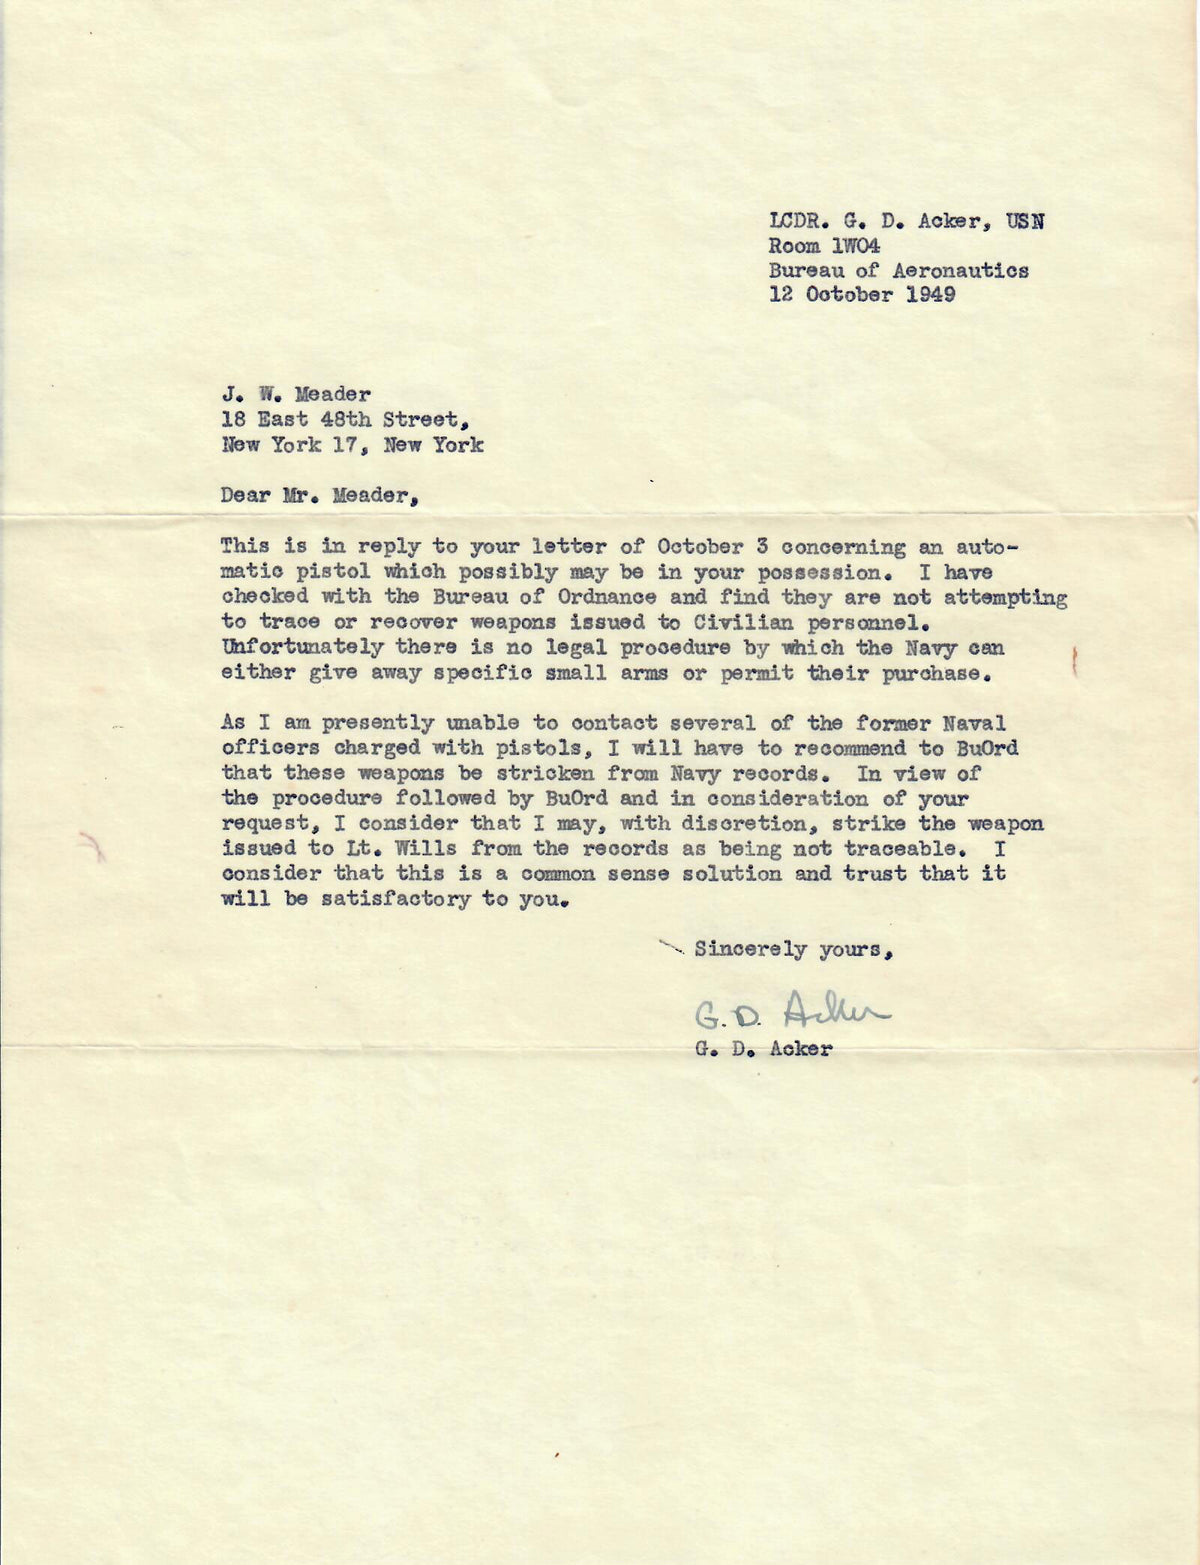 LCDR. G. D. Acker, USN
Room 1W04
Bureau of Aeronautics
12 October 1949
J. W. Meader
18 East 48th Street,
New York 17, New York
Dear Mr. Meader,
This is in reply to your letter of October 3 concerning an auto-
matic pistol which possibly may be in your possession. I have
checked with the Bureau of Ordnance and find they are not attempting
to trace or recover weapons issued to Civilian personnel.
Unfortunately there is no legal procedure by which the Navy can
either give away specific small arms or permit their purchase.
As I am presently unable to contact several of the former Naval
officers charged with pistols, I will have to recommend to BuOrd
that these weapons be stricken from Navy records. In view of
the procedure followed by BuOrd and in consideration of your
request, I consider that I may, with discretion, strike the weapon
issued to Lt. Wills from the records as being not traceable. I
consider that this is a common sense solution and trust that it
will be satisfactory to you.
Sincerely yours,
G. D. Acker
G. D. Acker